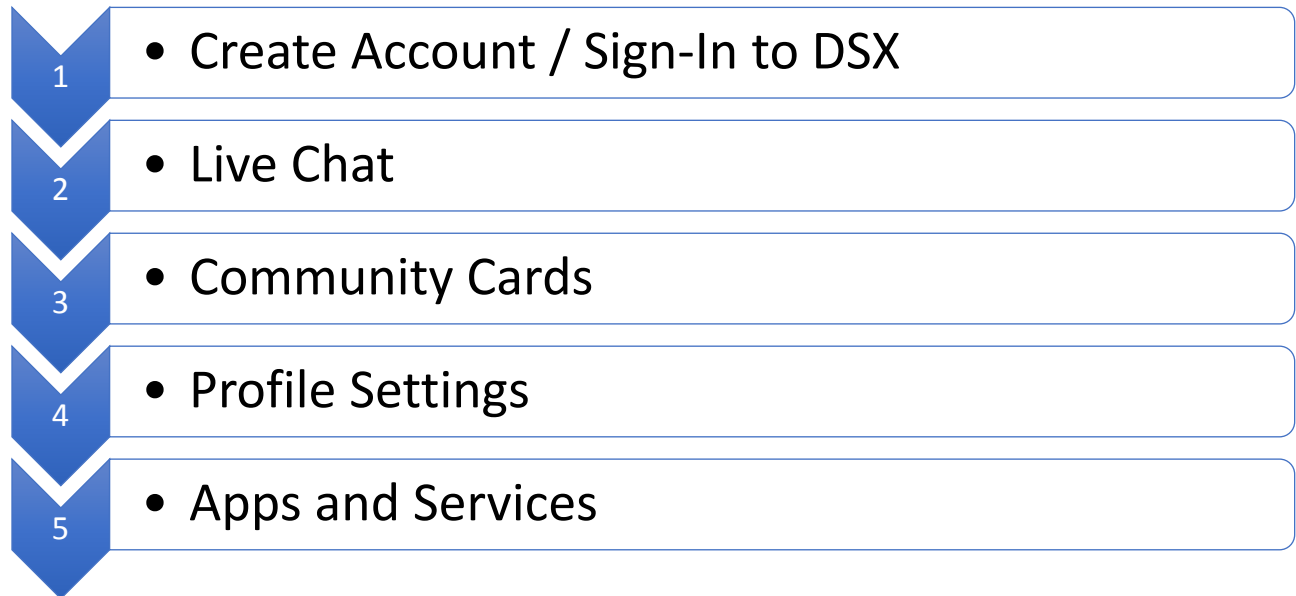 1
• Create Account / Sign-In to DSX
2
• Live Chat
3
• Community Cards
4
• Profile Settings
5
• Apps and Services